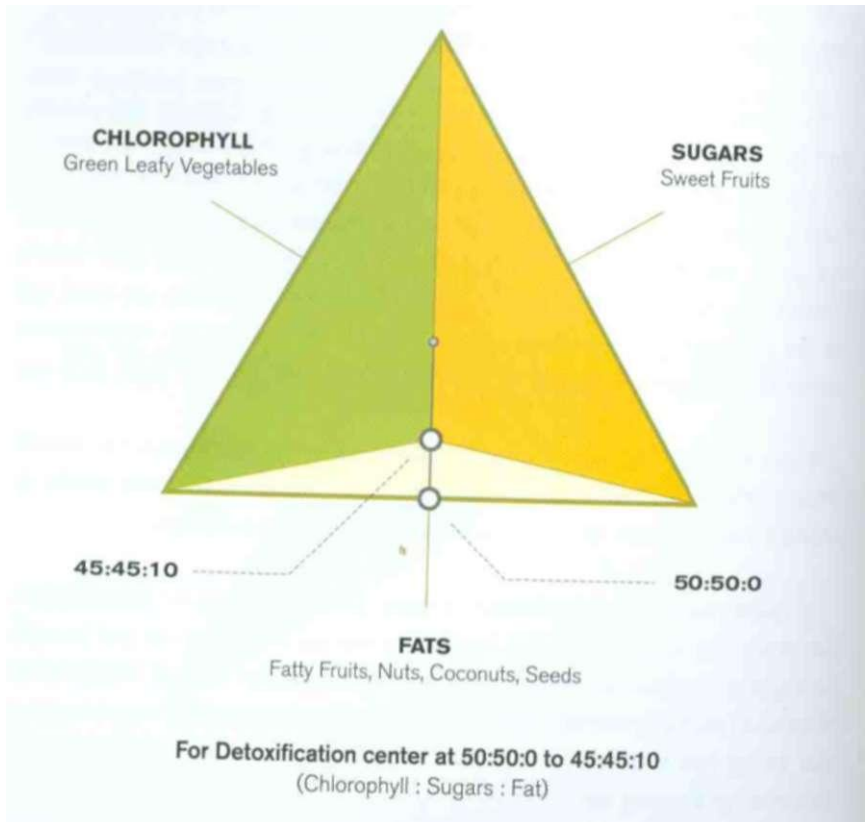 CHLOROPHYLL
Green Leafy Vegetables
SUGARS
Sweet Fruits
45:45:10
50:50:0
FATS
Fatty Fruits, Nuts, Coconuts, Seeds
For Detoxification center at 50:50:0 to 45:45:10
(Chlorophyll : Sugars : Fat)